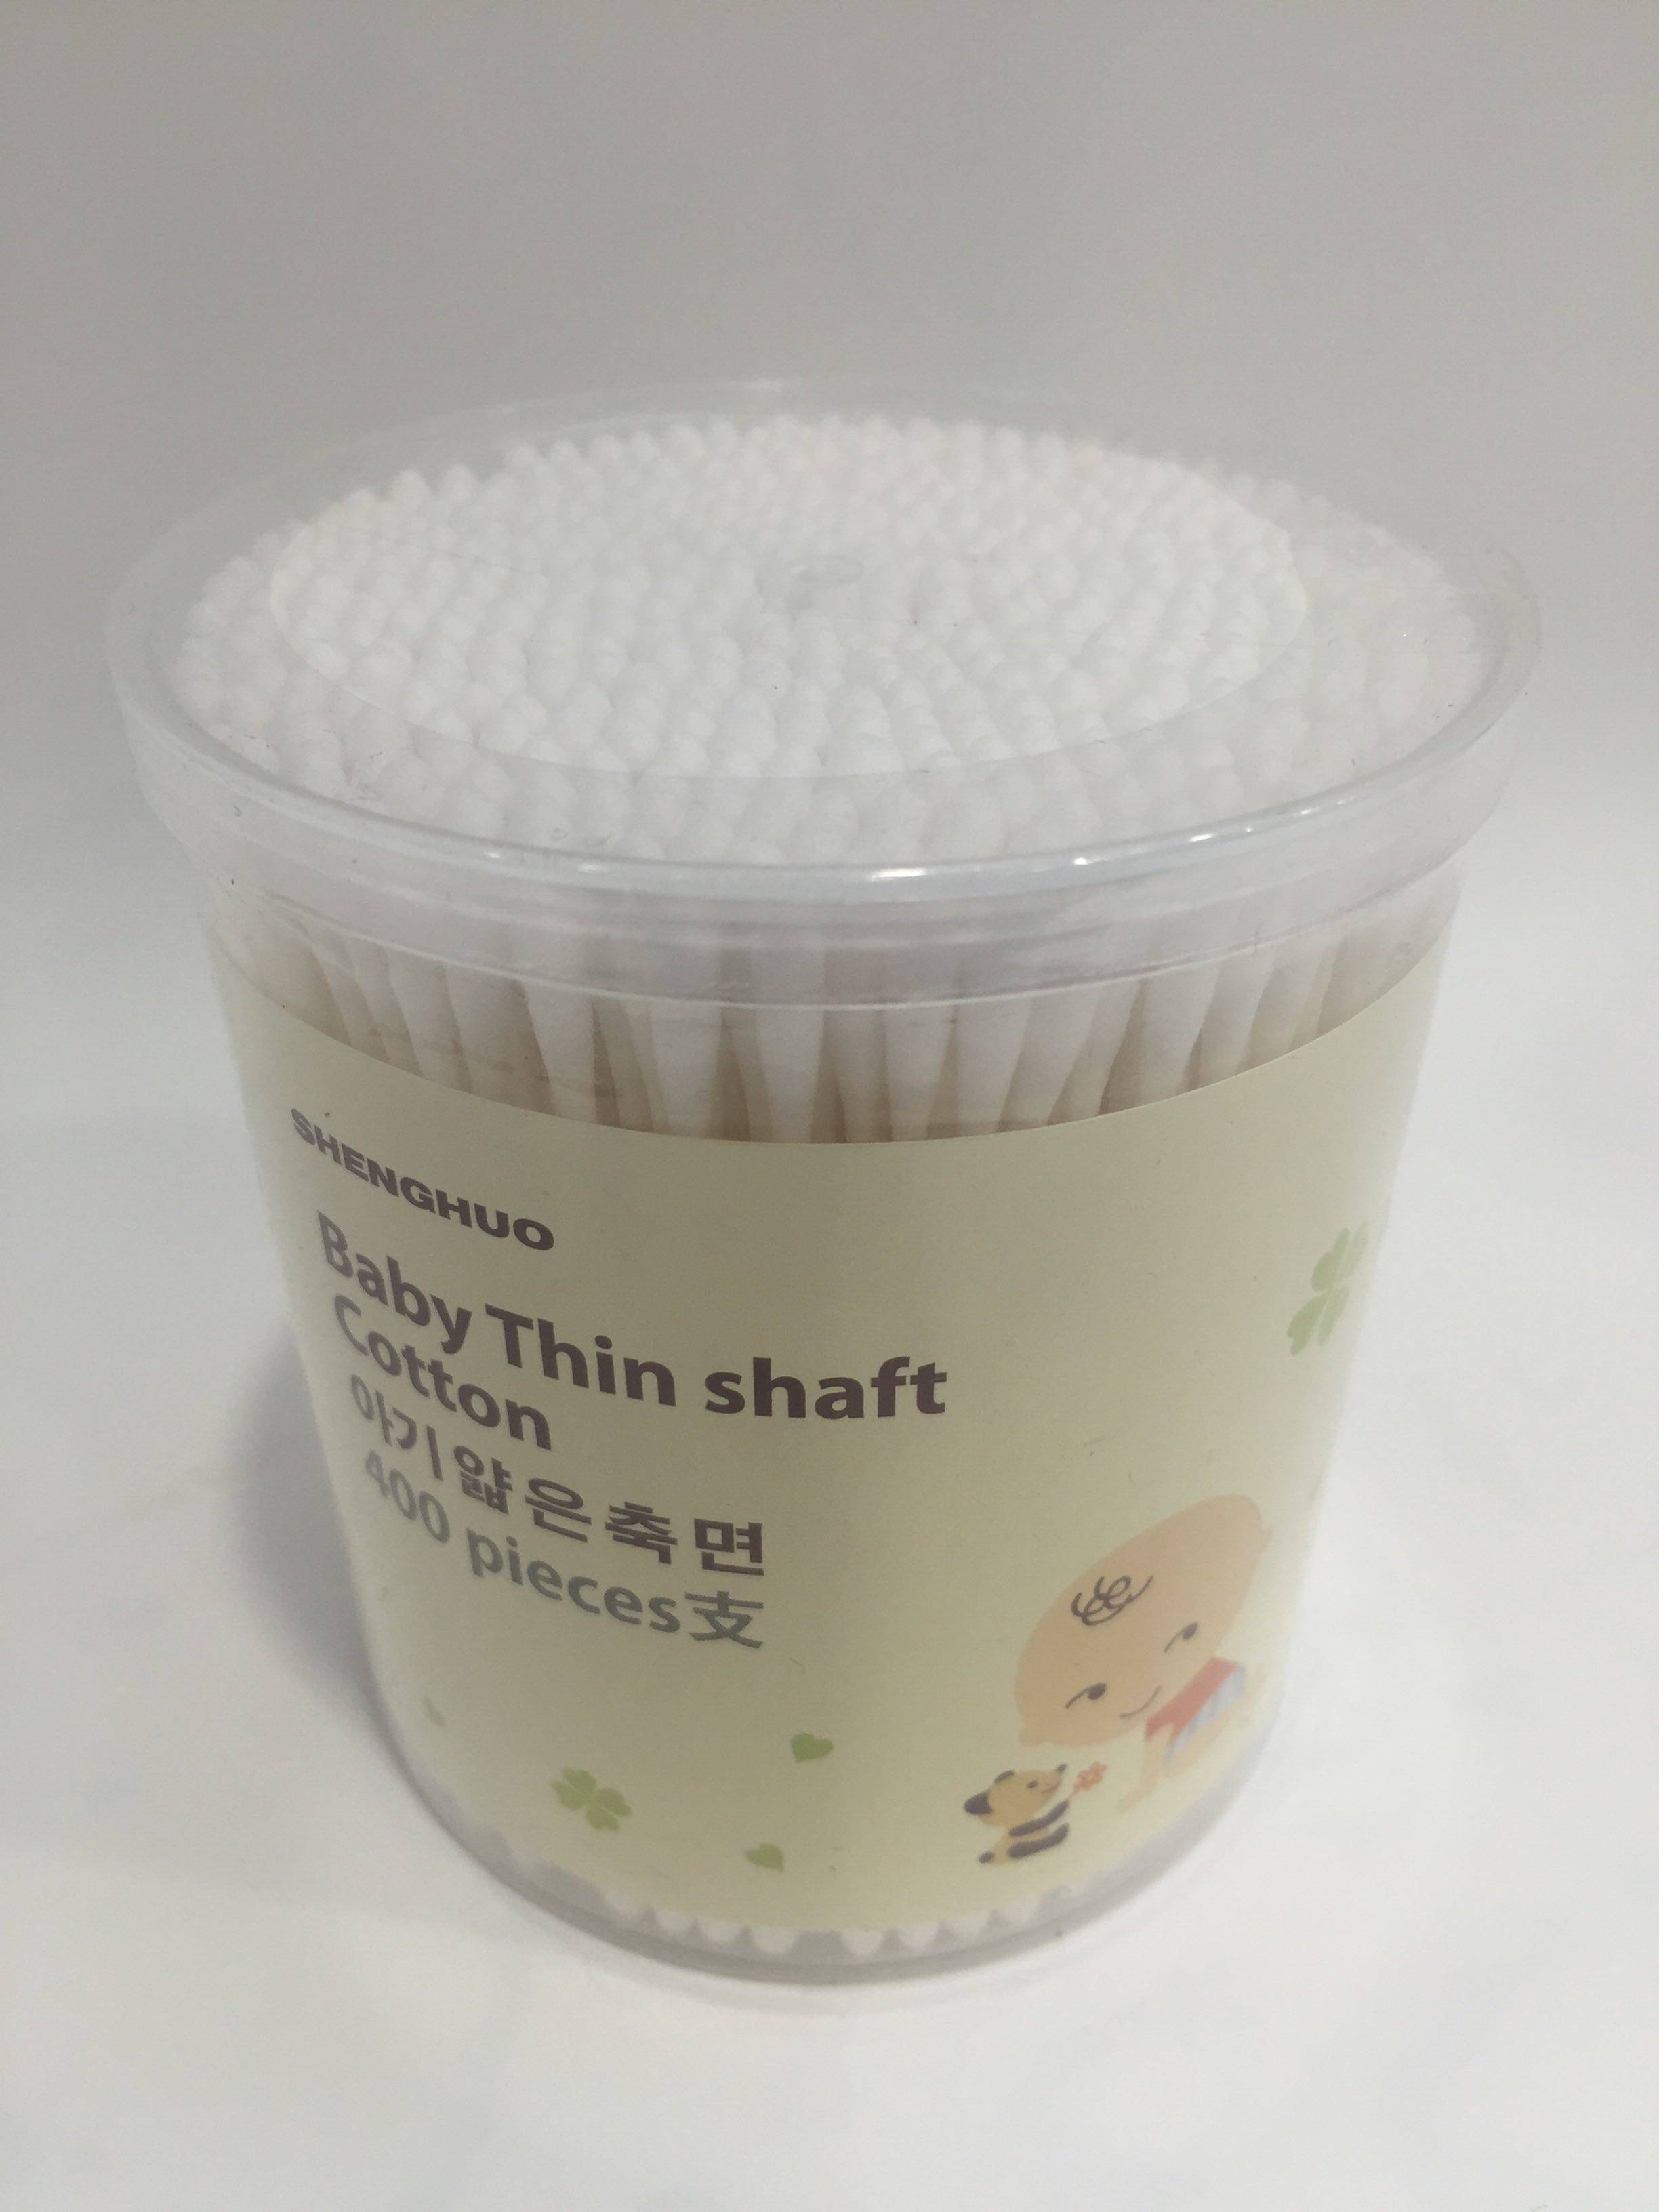 SHENGHUO
Baby Thin shaft
Cotton
아기얇은축면
400 pieces支